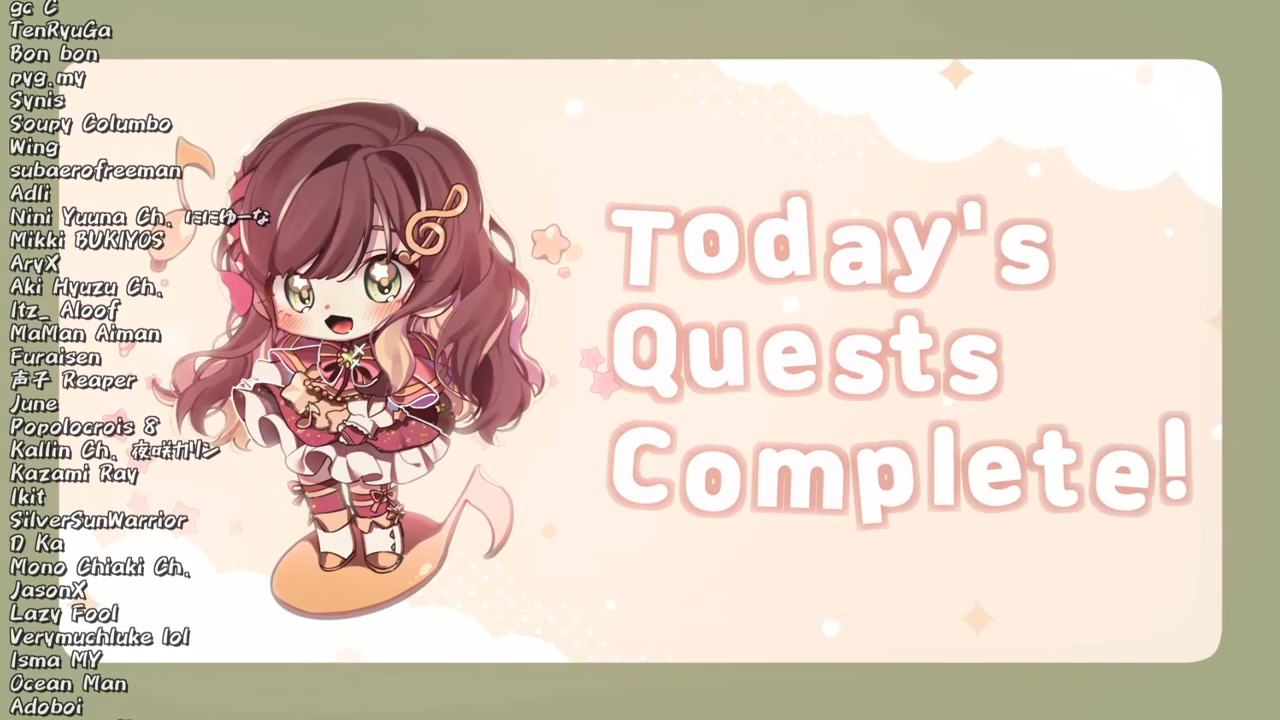 gc C
TenRyuGa
Bon bon
pyg.my
Synis
Soupy Columbo
Wing
subaerofreeman
Adli
Nini Yuuna Ch. ににゆーな
Mikki BUKIYOS
AryX
Aki Hyuzu Ch.
Itz_ Aloof
MaMan Aiman
Furaisen
声子 Reaper
June
Popolocrois 8
Kallin Ch. 夜咲カリン
Kazami Ray
Ikit
SilverSunWarrior
D Ka
Mono Chiaki Ch.
JasonX
Lazy Fool
Verymuchluke lol
Isma MY
Ocean Man
Adoboi
Today's
Quests
Complete!